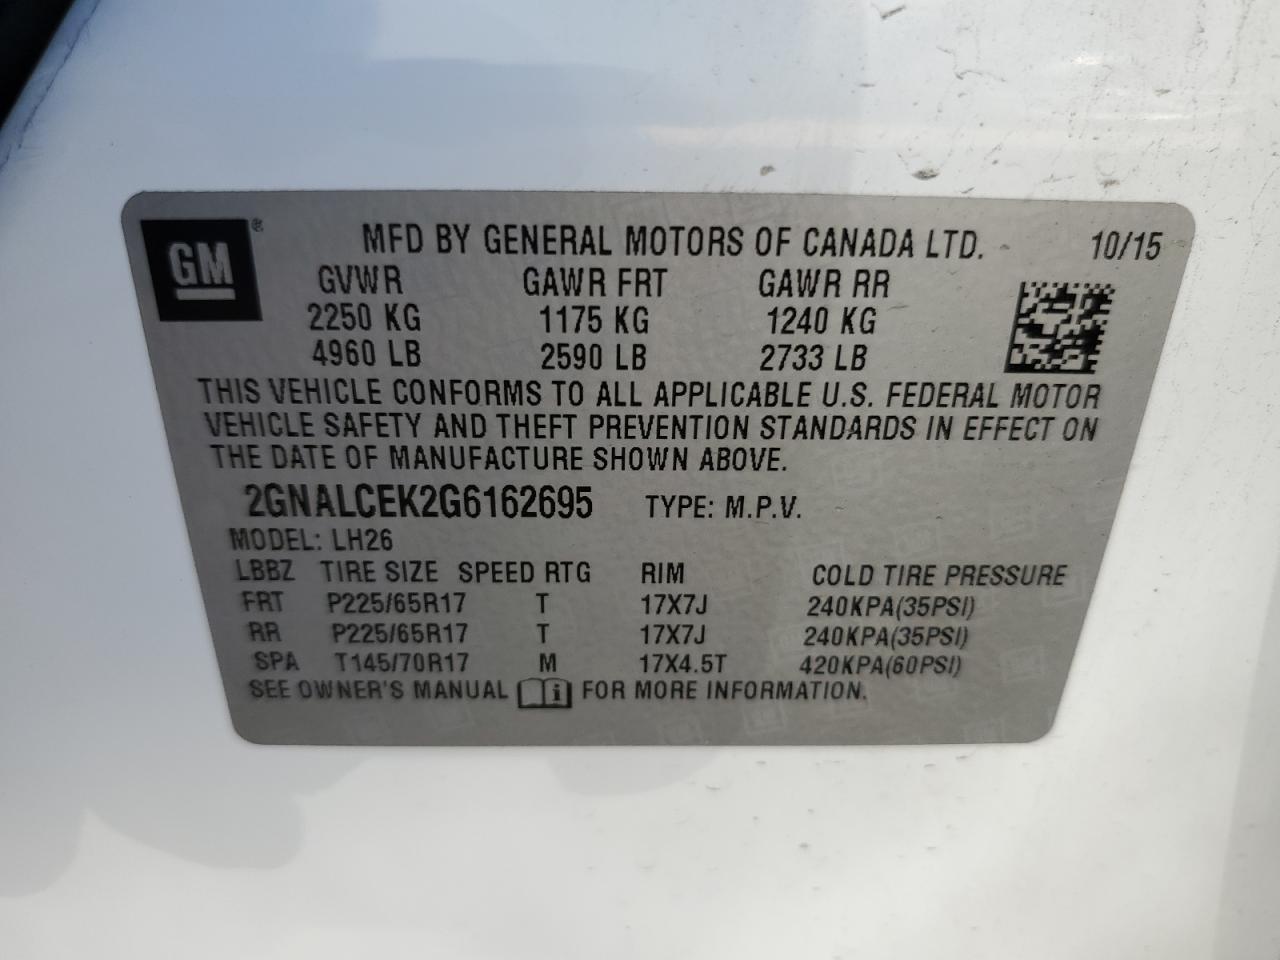 GM® MFD BY GENERAL MOTORS OF CANADA LTD. 10/15
GVWR GAWR FRT GAWR RR
2250 KG 1175 KG 1240 KG
4960 LB 2590 LB 2733 LB
THIS VEHICLE CONFORMS TO ALL APPLICABLE U.S. FEDERAL MOTOR
VEHICLE SAFETY AND THEFT PREVENTION STANDARDS IN EFFECT ON
THE DATE OF MANUFACTURE SHOWN ABOVE.
2GNALCEK2G6162695 TYPE: M.P.V.
MODEL: LH26
LBBZ TIRE SIZE SPEED RTG RIM COLD TIRE PRESSURE
FRT P225/65R17 T 17X7J 240KPA(35PSI)
RR P225/65R17 T 17X7J 240KPA(35PSI)
SPA T145/70R17 M 17X4.5T 420KPA(60PSI)
SEE OWNER'S MANUAL i FOR MORE INFORMATION.